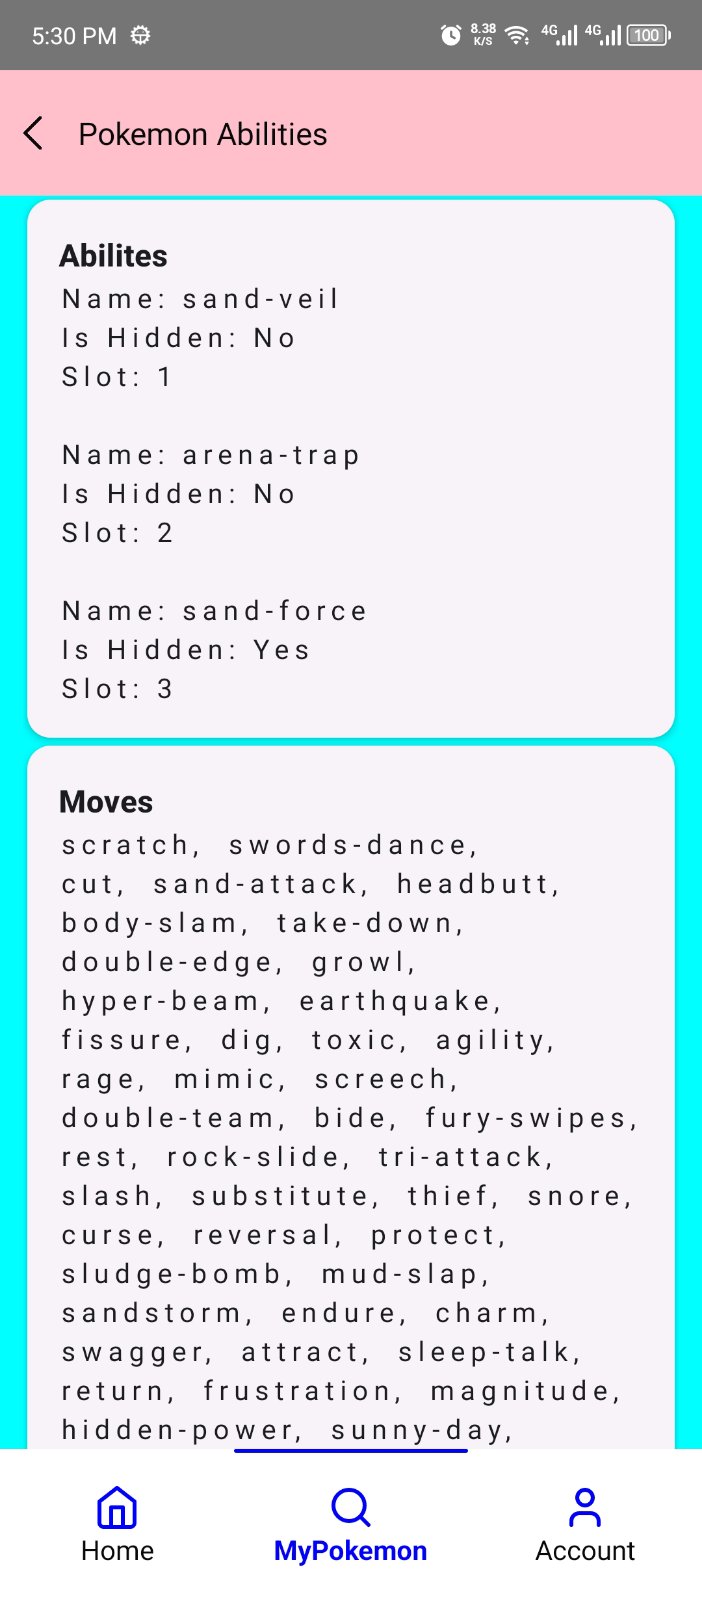 5:30 PM
8.38
K/S
4G
4G
100
Pokemon Abilities
Abilites
Name: sand-veil
Is Hidden: No
Slot: 1
Name: arena-trap
Is Hidden: No
Slot: 2
Name: sand-force
Is Hidden: Yes
Slot: 3
Moves
scratch, swords-dance,
cut, sand-attack, headbutt,
body-slam, take-down,
double-edge, growl,
hyper-beam, earthquake,
fissure, dig, toxic, agility,
rage, mimic, screech,
double-team, bide, fury-swipes,
rest, rock-slide, tri-attack,
slash, substitute, thief, snore,
curse, reversal, protect,
sludge-bomb, mud-slap,
sandstorm, endure, charm,
swagger, attract, sleep-talk,
return, frustration, magnitude,
hidden-power, sunny-day,
Home
MyPokemon
Account